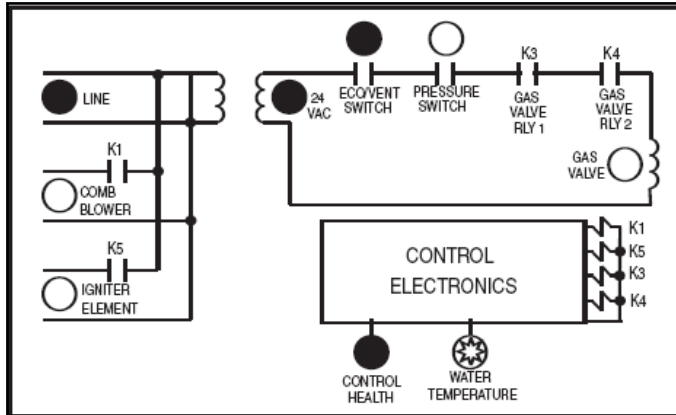 K3
K4
LINE
24
VAC
ECO/VENT
SWITCH
PRESSURE
SWITCH
GAS
VALVE
RLY 1
GAS
VALVE
RLY 2
K1
COMB
BLOWER
GAS
VALVE
K5
IGNITER
ELEMENT
CONTROL
ELECTRONICS
K1
K5
K3
K4
CONTROL
HEALTH
WATER
TEMPERATURE